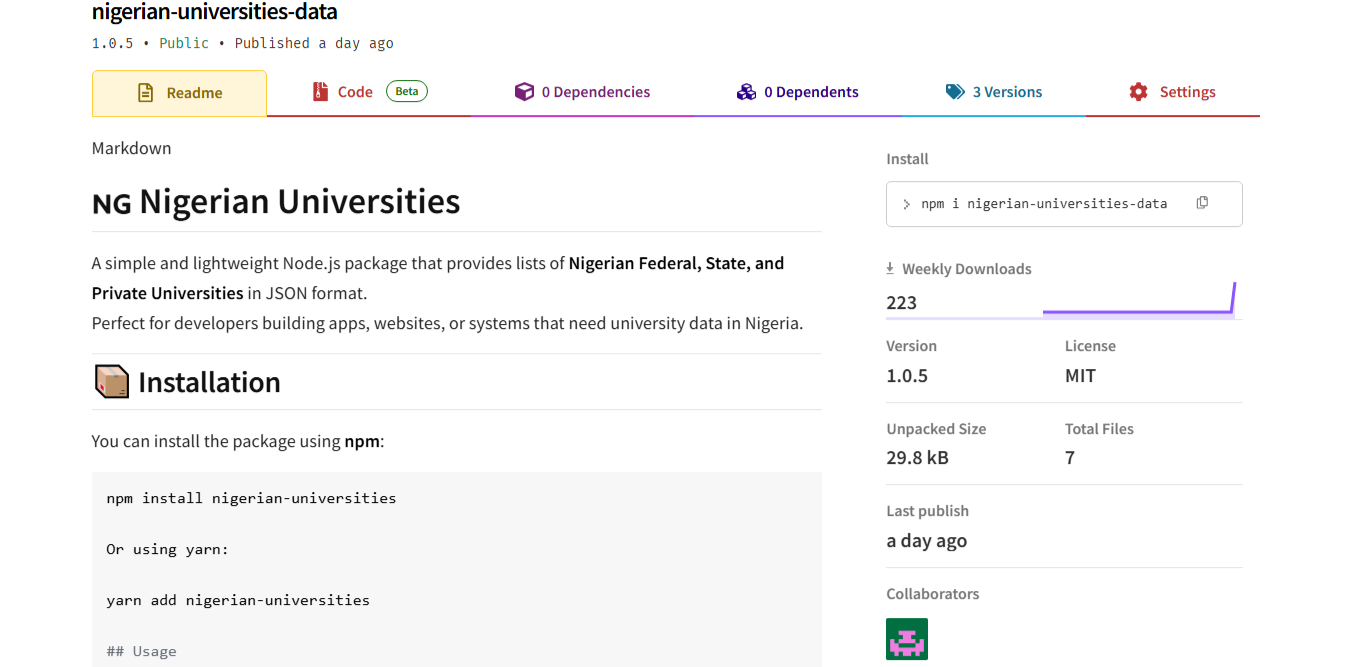 nigerian-universities-data
1.0.5 • Public • Published a day ago
Readme
Code Beta
0 Dependencies
0 Dependents
3 Versions
Settings
Markdown
NG Nigerian Universities
A simple and lightweight Node.js package that provides lists of Nigerian Federal, State, and
Private Universities in JSON format.
Perfect for developers building apps, websites, or systems that need university data in Nigeria.
Installation
You can install the package using npm:
npm install nigerian-universities
Or using yarn:
yarn add nigerian-universities
## Usage
Install
> npm i nigerian-universities-data
Weekly Downloads
223
Version
1.0.5
License
MIT
Unpacked Size
29.8 kB
Total Files
7
Last publish
a day ago
Collaborators